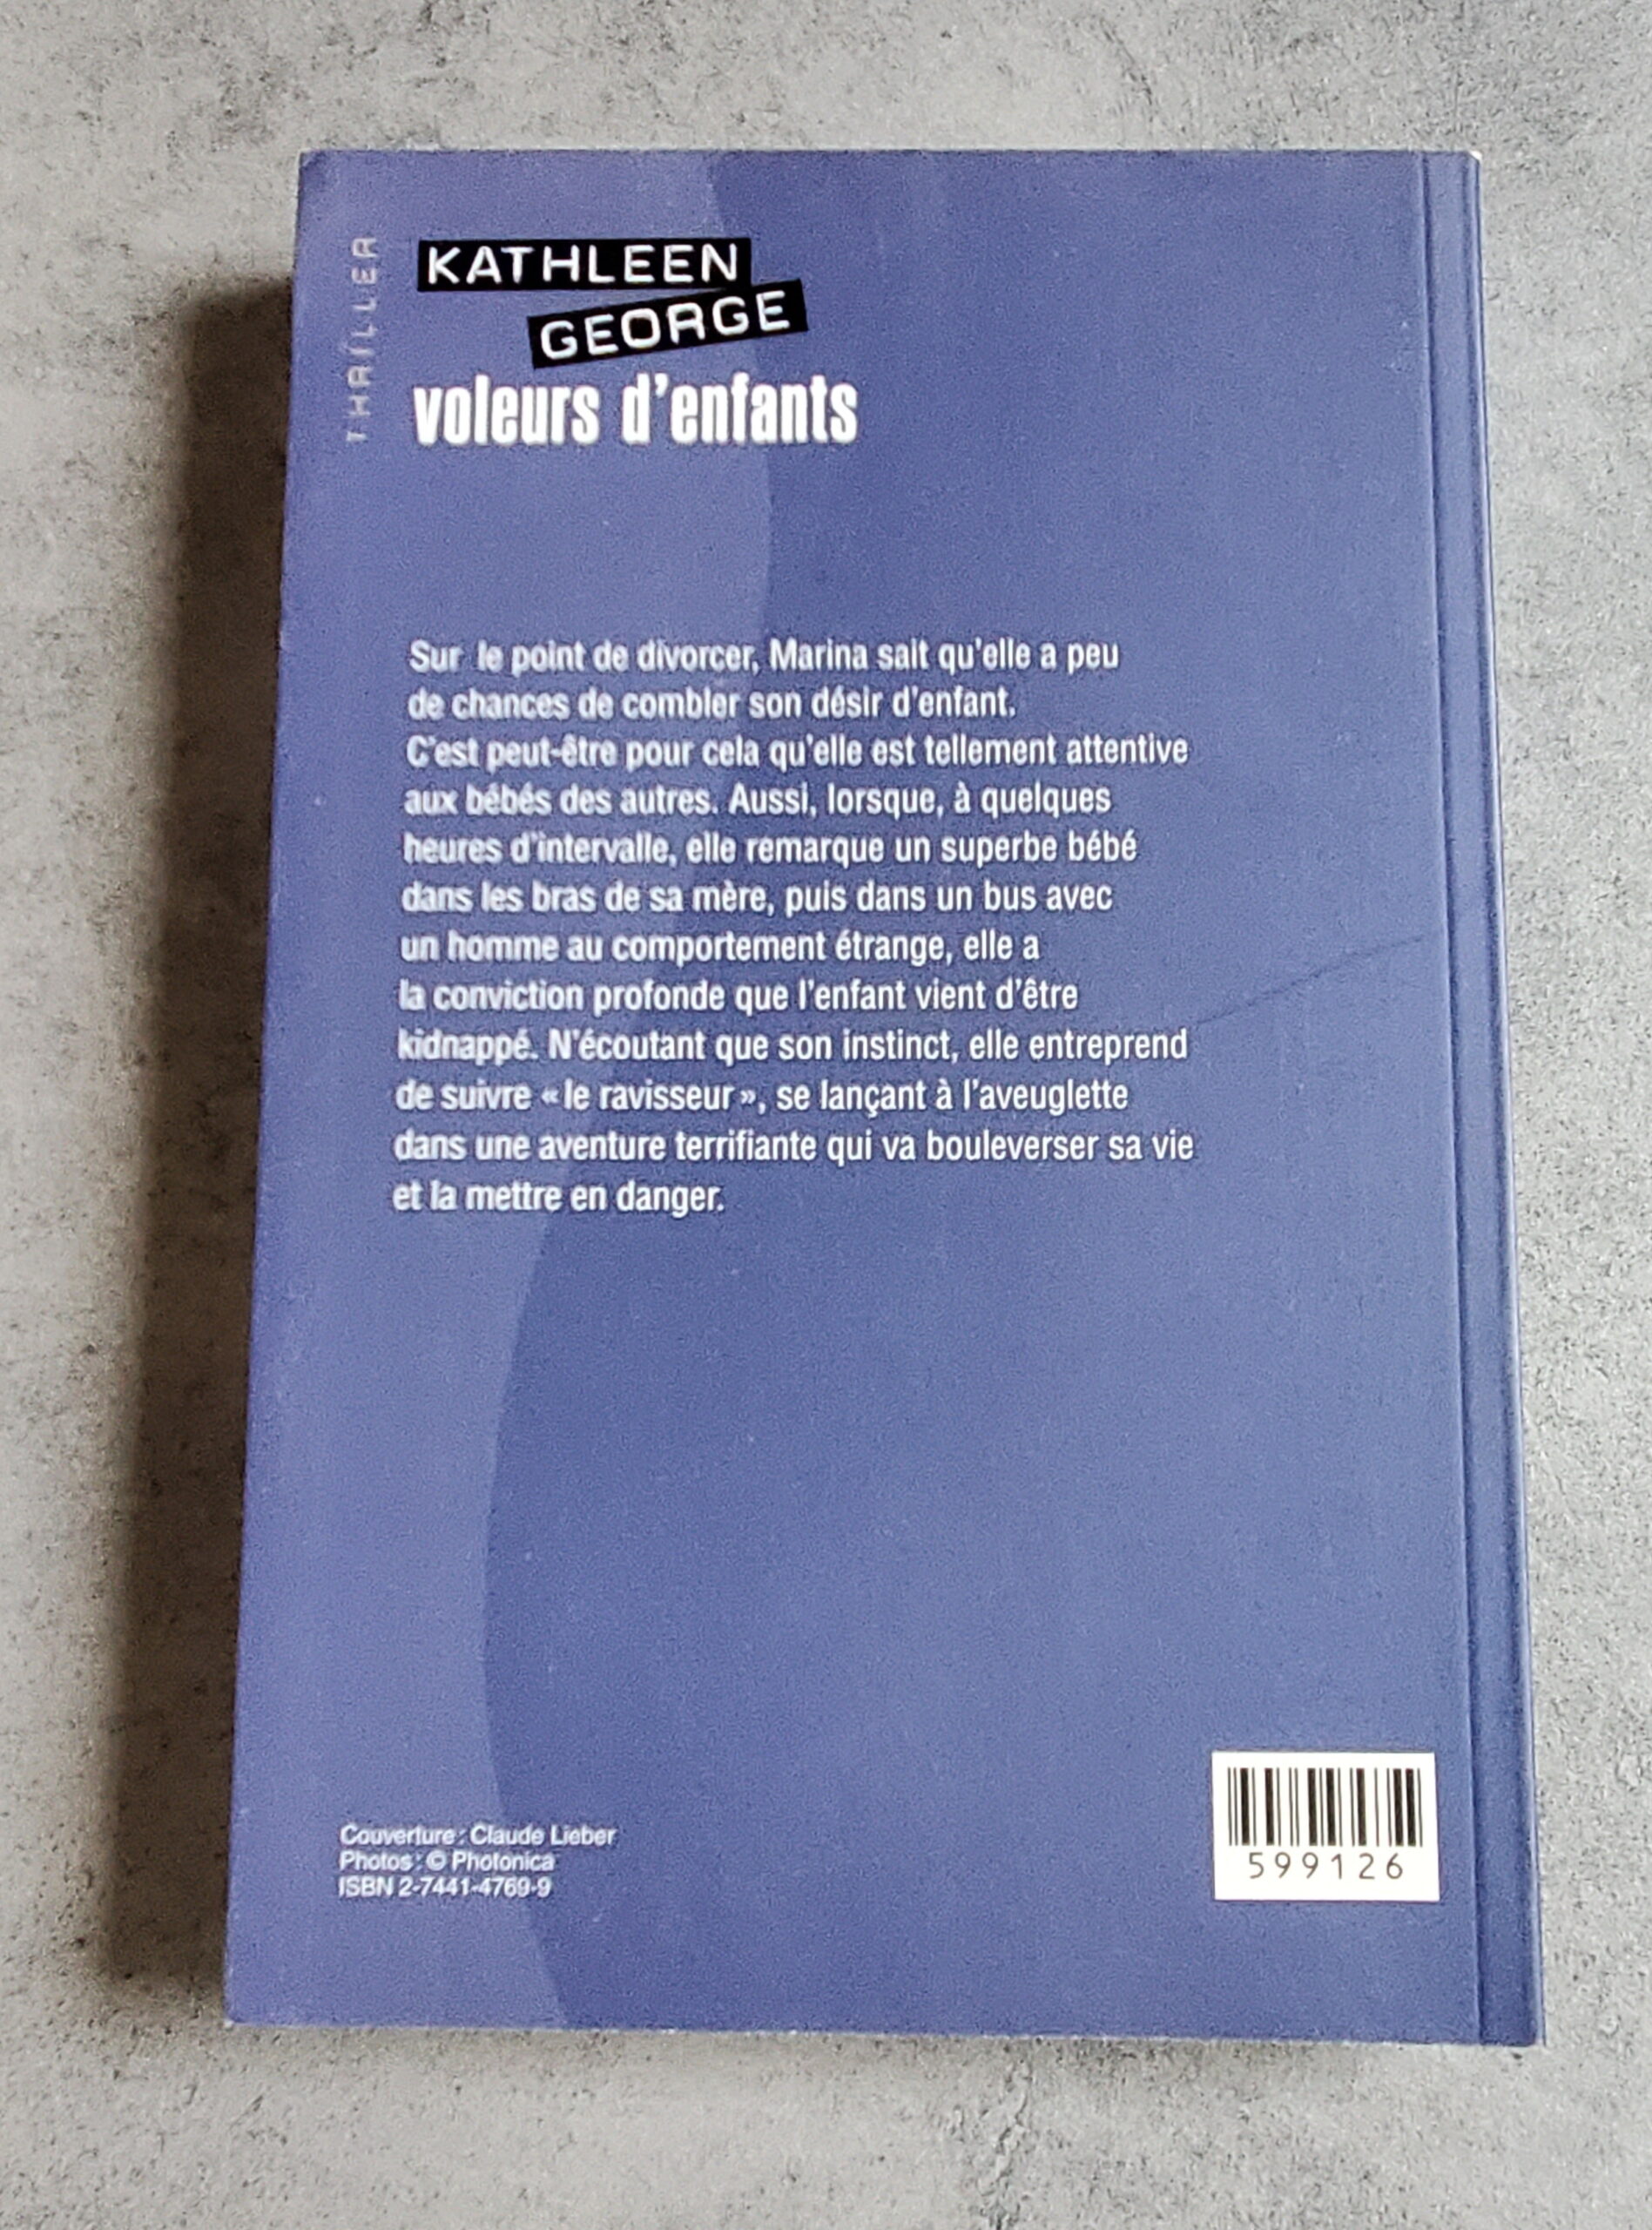 THRILLER
KATHLEEN
GEORGE
voleurs d'enfants
Sur le point de divorcer, Marina sait qu'elle a peu
de chances de combler son désir d'enfant.
C'est peut-être pour cela qu'elle est tellement attentive
aux bébés des autres. Aussi, lorsque, à quelques
heures d'intervalle, elle remarque un superbe bébé
dans les bras de sa mère, puis dans un bus avec
un homme au comportement étrange, elle a
la conviction profonde que l'enfant vient d'être
kidnappé. N'écoutant que son instinct, elle entreprend
de suivre « le ravisseur », se lançant à l'aveuglette
dans une aventure terrifiante qui va bouleverser sa vie
et la mettre en danger.
Couverture : Claude Lieber
Photos : © Photonica
ISBN 2-7441-4769-9
599126